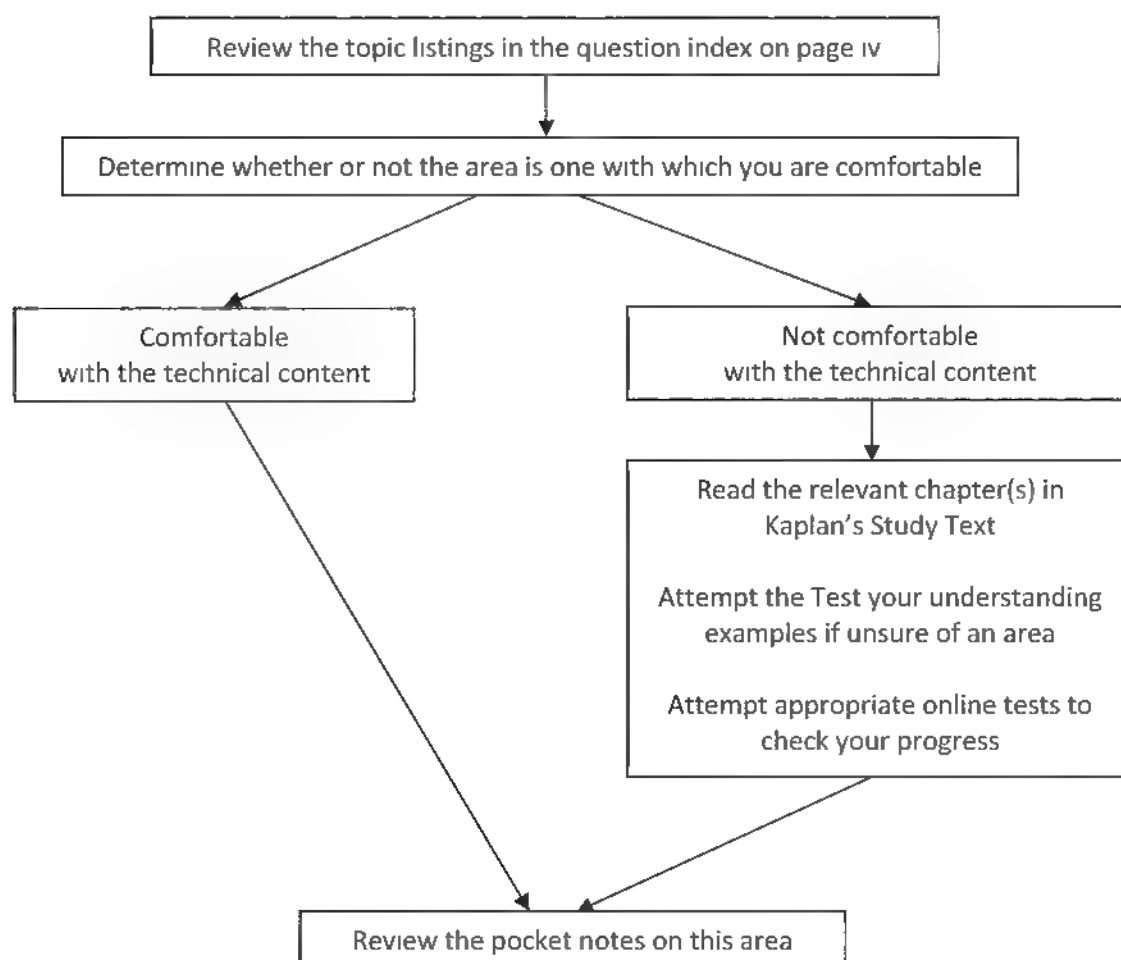 Review the topic listings in the question index on page iv
Determine whether or not the area is one with which you are comfortable
Comfortable
with the technical content
Not comfortable
with the technical content
Read the relevant chapter(s) in
Kaplan's Study Text
Attempt the Test your understanding
examples if unsure of an area
Attempt appropriate online tests to
check your progress
Review the pocket notes on this area